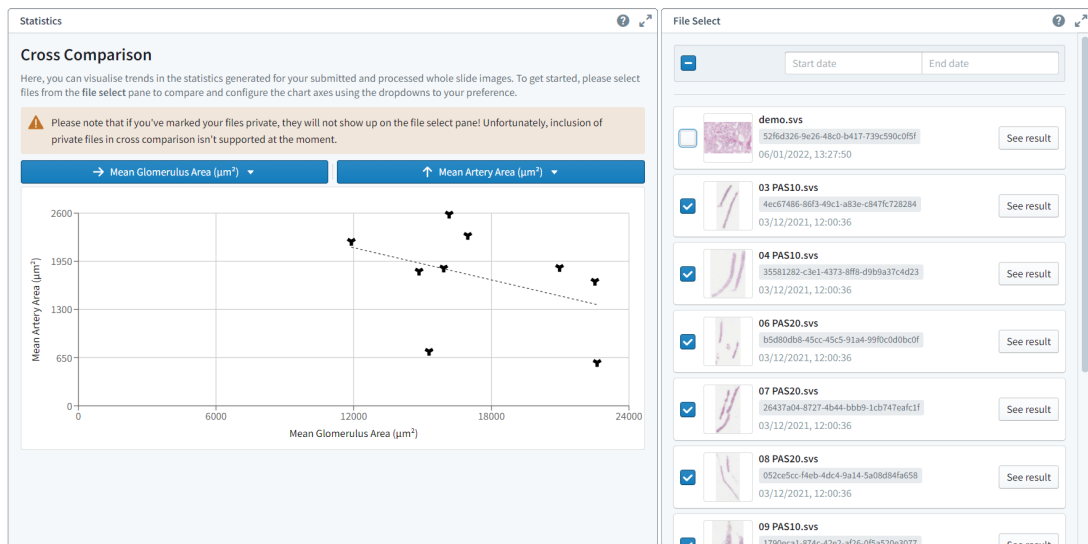 Statistics
Cross Comparison
Here, you can visualise trends in the statistics generated for your submitted and processed whole slide images. To get started, please select
files from the file select pane to compare and configure the chart axes using the dropdowns to your preference.
Please note that if you've marked your files private, they will not show up on the file select pane! Unfortunately, inclusion of
private files in cross comparison isn't supported at the moment.
→ Mean Glomerulus Area (μm²)
↑ Mean Artery Area (μm²)
2600
1950
1300
650
0
Mean Artery Area (μm²)
0
6000
12000
18000
24000
Mean Glomerulus Area (μm²)
File Select
Start date
End date
demo.svs
52f6d326-9e26-48c0-b417-739c590c0f5f
06/01/2022, 13:27:50
See result
03 PAS10.svs
4ec67486-86f3-49c1-a83e-c847fc728284
03/12/2021, 12:00:36
See result
04 PAS10.svs
35581282-c3e1-4373-8ff8-d9b9a37c4d23
03/12/2021, 12:00:36
See result
06 PAS20.svs
b5d80db8-45cc-45c5-91a4-99f0c0d0bc0f
03/12/2021, 12:00:36
See result
07 PAS20.svs
26437a04-8727-4b44-bbb9-1cb747eafc1f
03/12/2021, 12:00:36
See result
08 PAS20.svs
052ce5cc-f4eb-4dc4-9a14-5a08d84fa658
03/12/2021, 12:00:36
See result
09 PAS10.svs
1790eca1-874c-42e2-af26-0f5a520e3077
See result